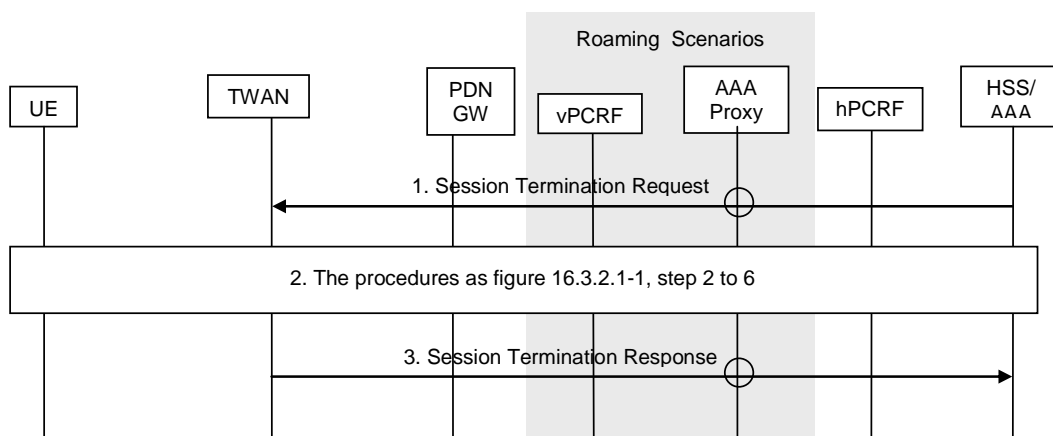 Roaming Scenarios
UE
TWAN
PDN
GW
vPCRF
AAA
Proxy
hPCRF
HSS/
AAA
1. Session Termination Request
2. The procedures as figure 16.3.2.1-1, step 2 to 6
3. Session Termination Response